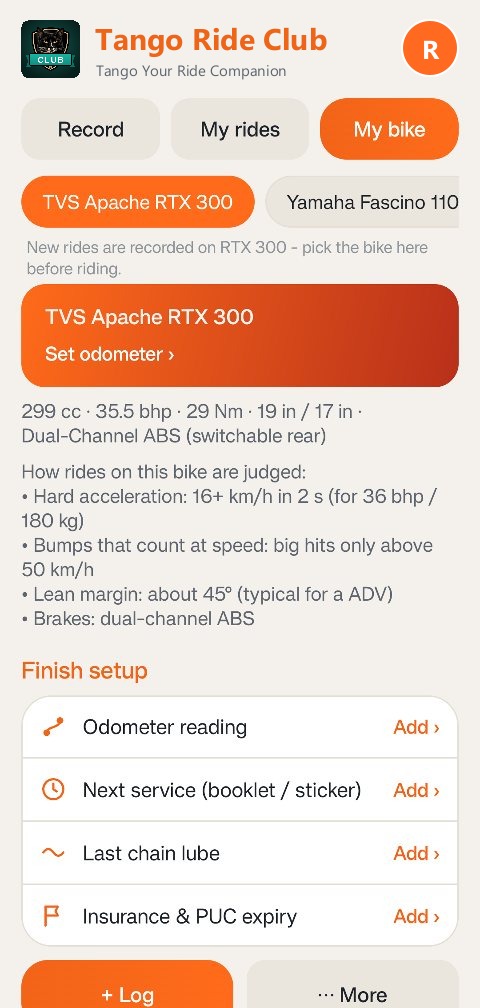 CLUB
Tango Ride Club
Tango Your Ride Companion
R
Record
My rides
My bike
TVS Apache RTX 300
Yamaha Fascino 110
New rides are recorded on RTX 300 - pick the bike here
before riding.
TVS Apache RTX 300
Set odometer ›
299 cc · 35.5 bhp · 29 Nm · 19 in / 17 in ·
Dual-Channel ABS (switchable rear)
How rides on this bike are judged:
• Hard acceleration: 16+ km/h in 2 s (for 36 bhp /
180 kg)
• Bumps that count at speed: big hits only above
50 km/h
• Lean margin: about 45° (typical for a ADV)
• Brakes: dual-channel ABS
Finish setup
Odometer reading Add ›
Next service (booklet / sticker) Add ›
Last chain lube Add ›
Insurance & PUC expiry Add ›
+ Log
··· More